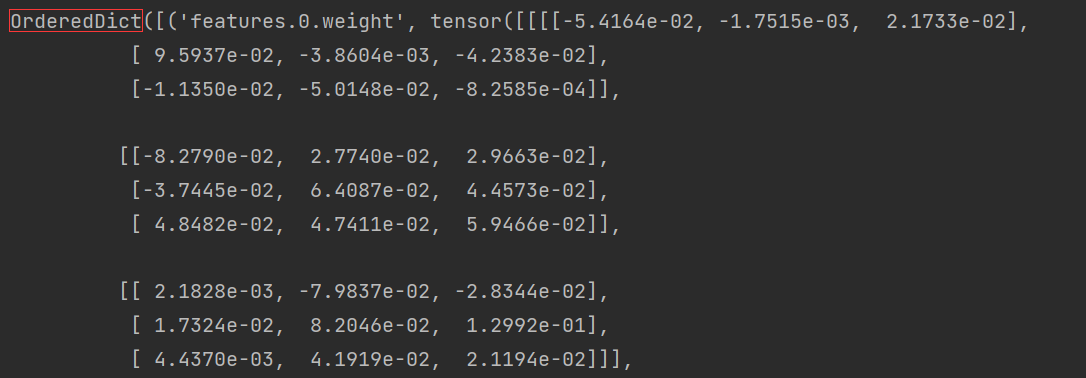 OrderedDict([('features.0.weight', tensor([[[[-5.4164e-02, -1.7515e-03,  2.1733e-02],
          [ 9.5937e-02, -3.8604e-03, -4.2383e-02],
          [-1.1350e-02, -5.0148e-02, -8.2585e-04]],
         [[-8.2790e-02,  2.7740e-02,  2.9663e-02],
          [-3.7445e-02,  6.4087e-02,  4.4573e-02],
          [ 4.8482e-02,  4.7411e-02,  5.9466e-02]],
         [[ 2.1828e-03, -7.9837e-02, -2.8344e-02],
          [ 1.7324e-02,  8.2046e-02,  1.2992e-01],
          [ 4.4370e-03,  4.1919e-02,  2.1194e-02]]],